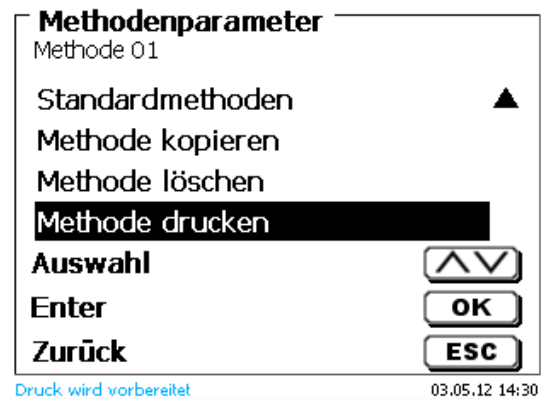 Methodenparameter
Methode 01
Standardmethoden
Methode kopieren
Methode löschen
Methode drucken
Auswahl
Enter OK
Zurück ESC
Druck wird vorbereitet 03.05.12 14:30